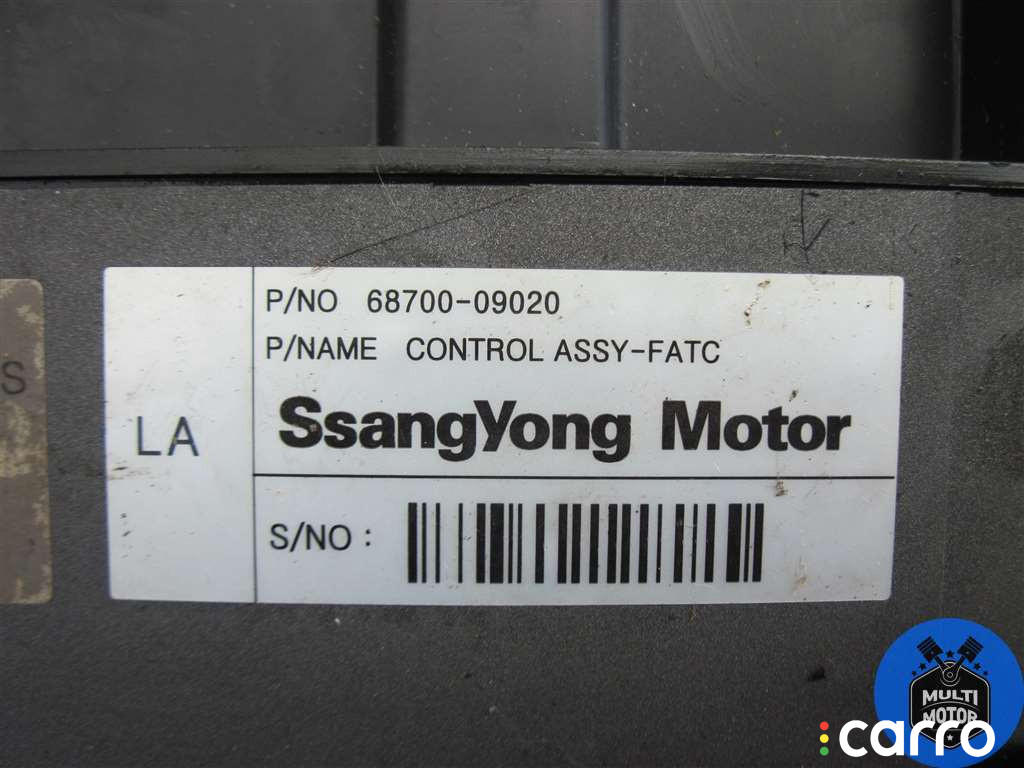 P/NO 68700-09020
P/NAME CONTROL ASSY-FATC
SsangYong Motor
LA
S/NO :
S
MULTI
MOTOR
carro